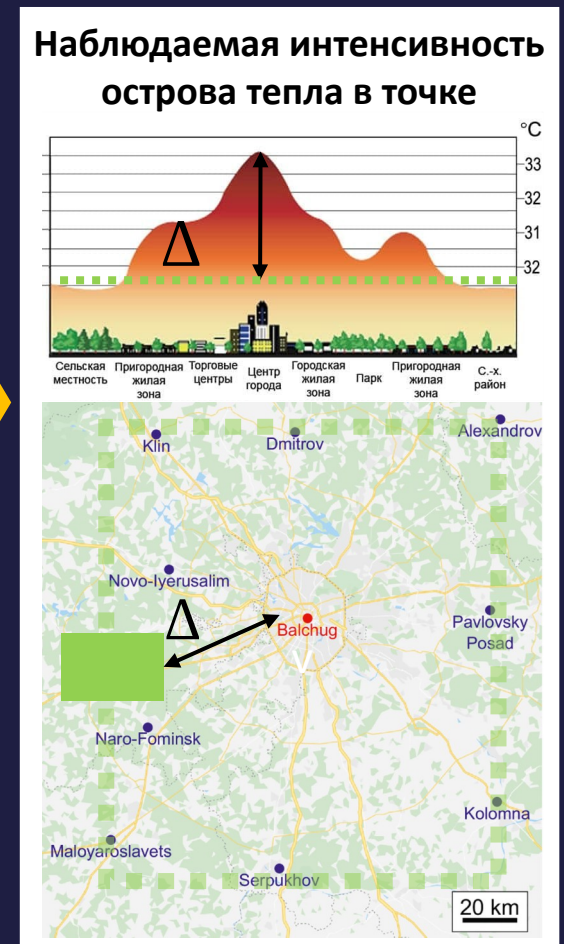 Наблюдаемая интенсивность
острова тепла в точке
°C
33
32
31
32
Δ
Сельская местность
Пригородная жилая зона
Торговые центры
Центр города
Городская жилая зона
Парк
Пригородная жилая зона
С.-х. район
Klin
Dmitrov
Alexandrov
Novo-Iyerusalim
Δ
Balchug
Pavlovsky
Posad
Naro-Fominsk
Kolomna
Maloyaroslavets
Serpukhov
20 km